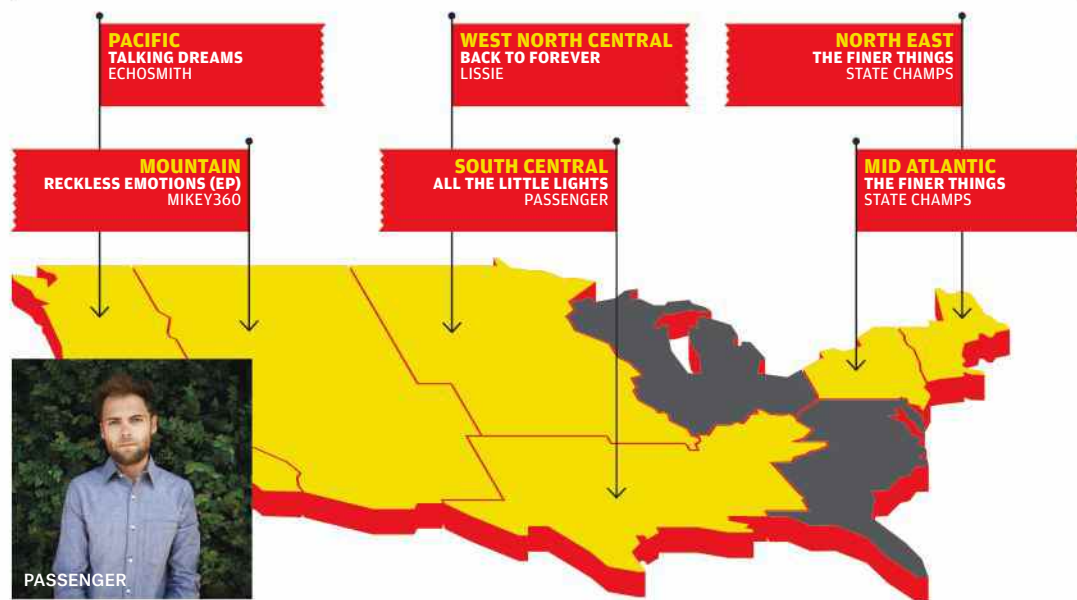 PACIFIC
TALKING DREAMS
ECHOSMITH
WEST NORTH CENTRAL
BACK TO FOREVER
LISSIE
NORTH EAST
THE FINER THINGS
STATE CHAMPS
MOUNTAIN
RECKLESS EMOTIONS (EP)
MIKEY360
SOUTH CENTRAL
ALL THE LITTLE LIGHTS
PASSENGER
MID ATLANTIC
THE FINER THINGS
STATE CHAMPS
PASSENGER